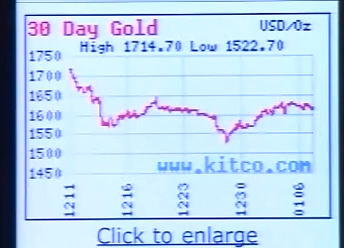 30 Day Gold USD/Oz
High 1714.70 Low 1522.70
1750
1700
1650
1600
1550
1500
1450
www.kitco.com
1211 1216 1223 1230 0106
Click to enlarge